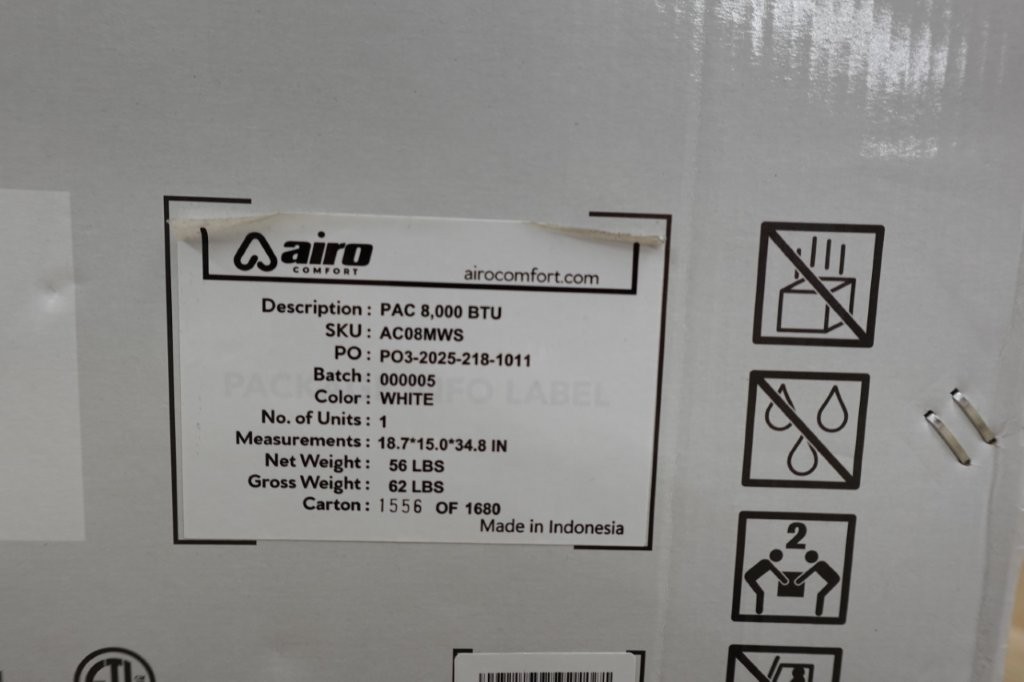 airo
COMFORT
airocomfort.com
Description : PAC 8,000 BTU
SKU : AC08MWS
PO : PO3-2025-218-1011
Batch : 000005
Color : WHITE
No. of Units : 1
Measurements : 18.7*15.0*34.8 IN
Net Weight : 56 LBS
Gross Weight : 62 LBS
Carton : 1556 OF 1680
Made in Indonesia
2